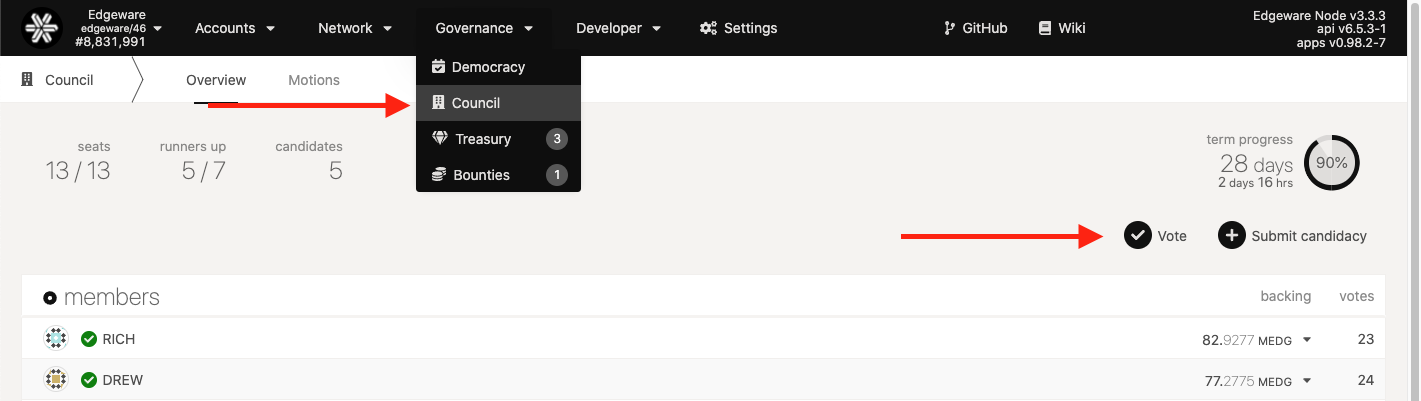 Edgeware
edgeware/46
#8,831,991
Accounts
Network
Governance
Developer
Settings
GitHub
Wiki
Edgeware Node v3.3.3
api v6.5.3-1
apps v0.98.2-7
Democracy
Council
Treasury 3
Bounties 1
Council
Overview
Motions
seats
13 / 13
runners up
5 / 7
candidates
5
term progress
28 days
2 days 16 hrs
90%
Vote
Submit candidacy
members backing votes
RICH 82.9277 MEDG 23
DREW 77.2775 MEDG 24